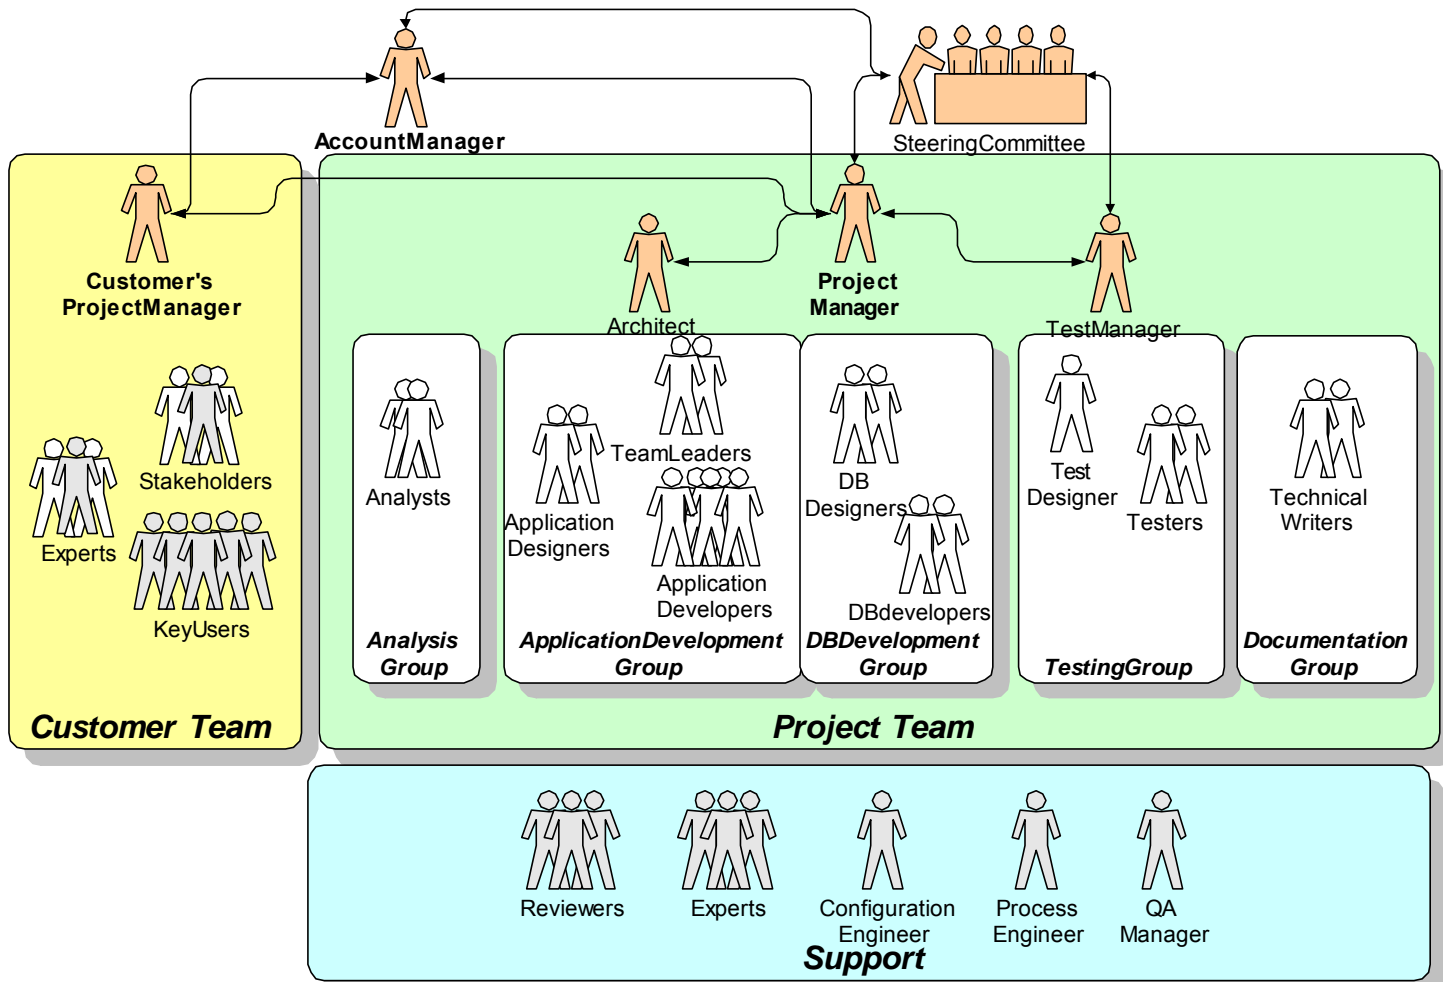 AccountManager
SteeringCommittee
Customer's
ProjectManager
Project
Manager
Architect
TestManager
Stakeholders
Experts
KeyUsers
Customer Team
Analysts
Analysis
Group
TeamLeaders
Application
Designers
Application
Developers
ApplicationDevelopment
Group
DB
Designers
DBdevelopers
DBDevelopment
Group
Test
Designer
Testers
TestingGroup
Technical
Writers
Documentation
Group
Project Team
Reviewers
Experts
Configuration
Engineer
Process
Engineer
QA
Manager
Support